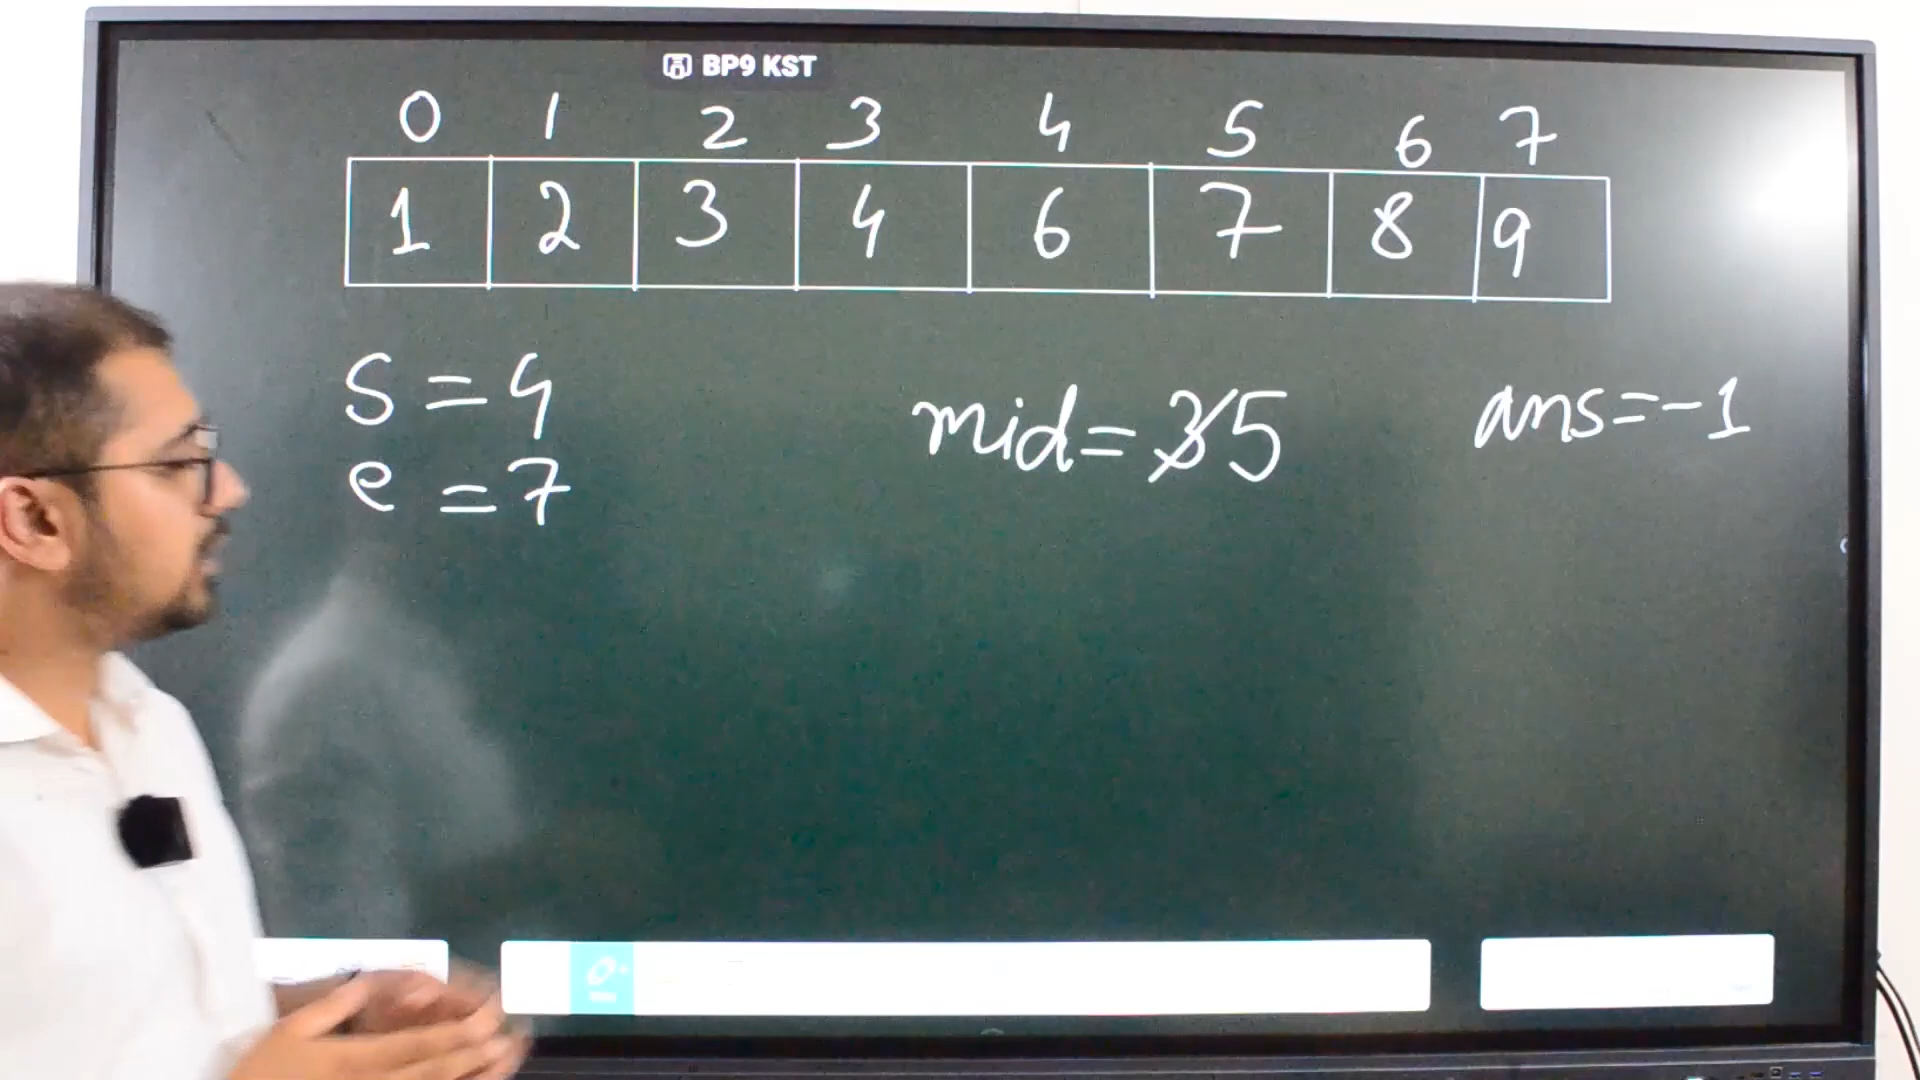 BP9 KST
0 1 2 3 4 5 6 7
1 2 3 4 6 7 8 9
S = 4
e = 7
mid = 3 5
ans = -1